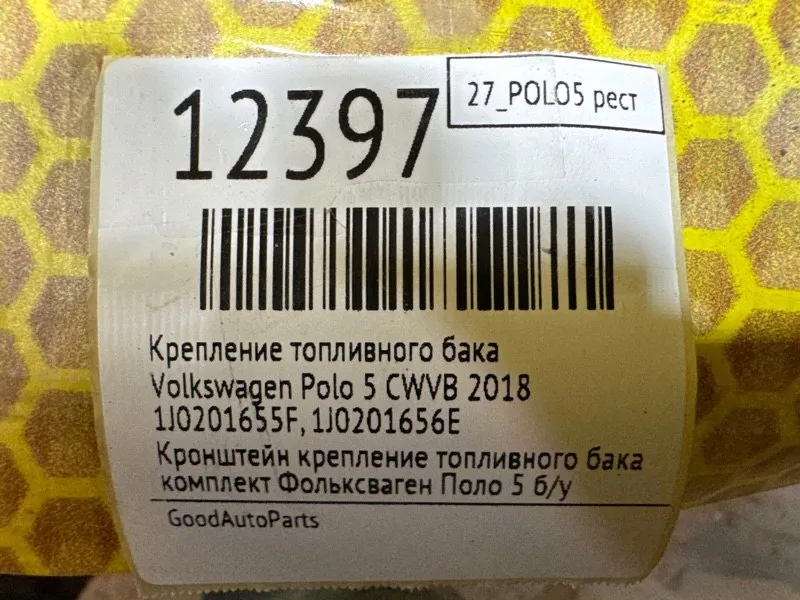 12397
27_POLO5 рест
Крепление топливного бака
Volkswagen Polo 5 CWVB 2018
1J0201655F, 1J0201656E
Кронштейн крепление топливного бака
комплект Фольксваген Поло 5 б/у
GoodAutoParts